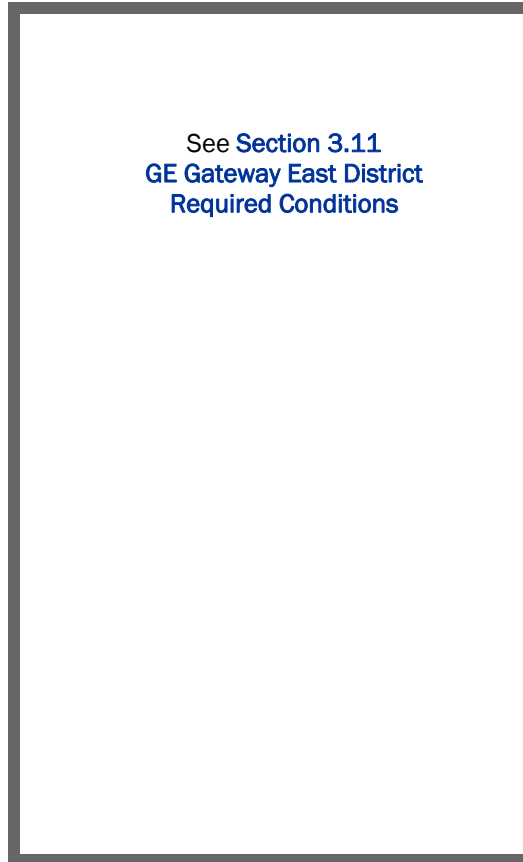 See Section 3.11
GE Gateway East District
Required Conditions